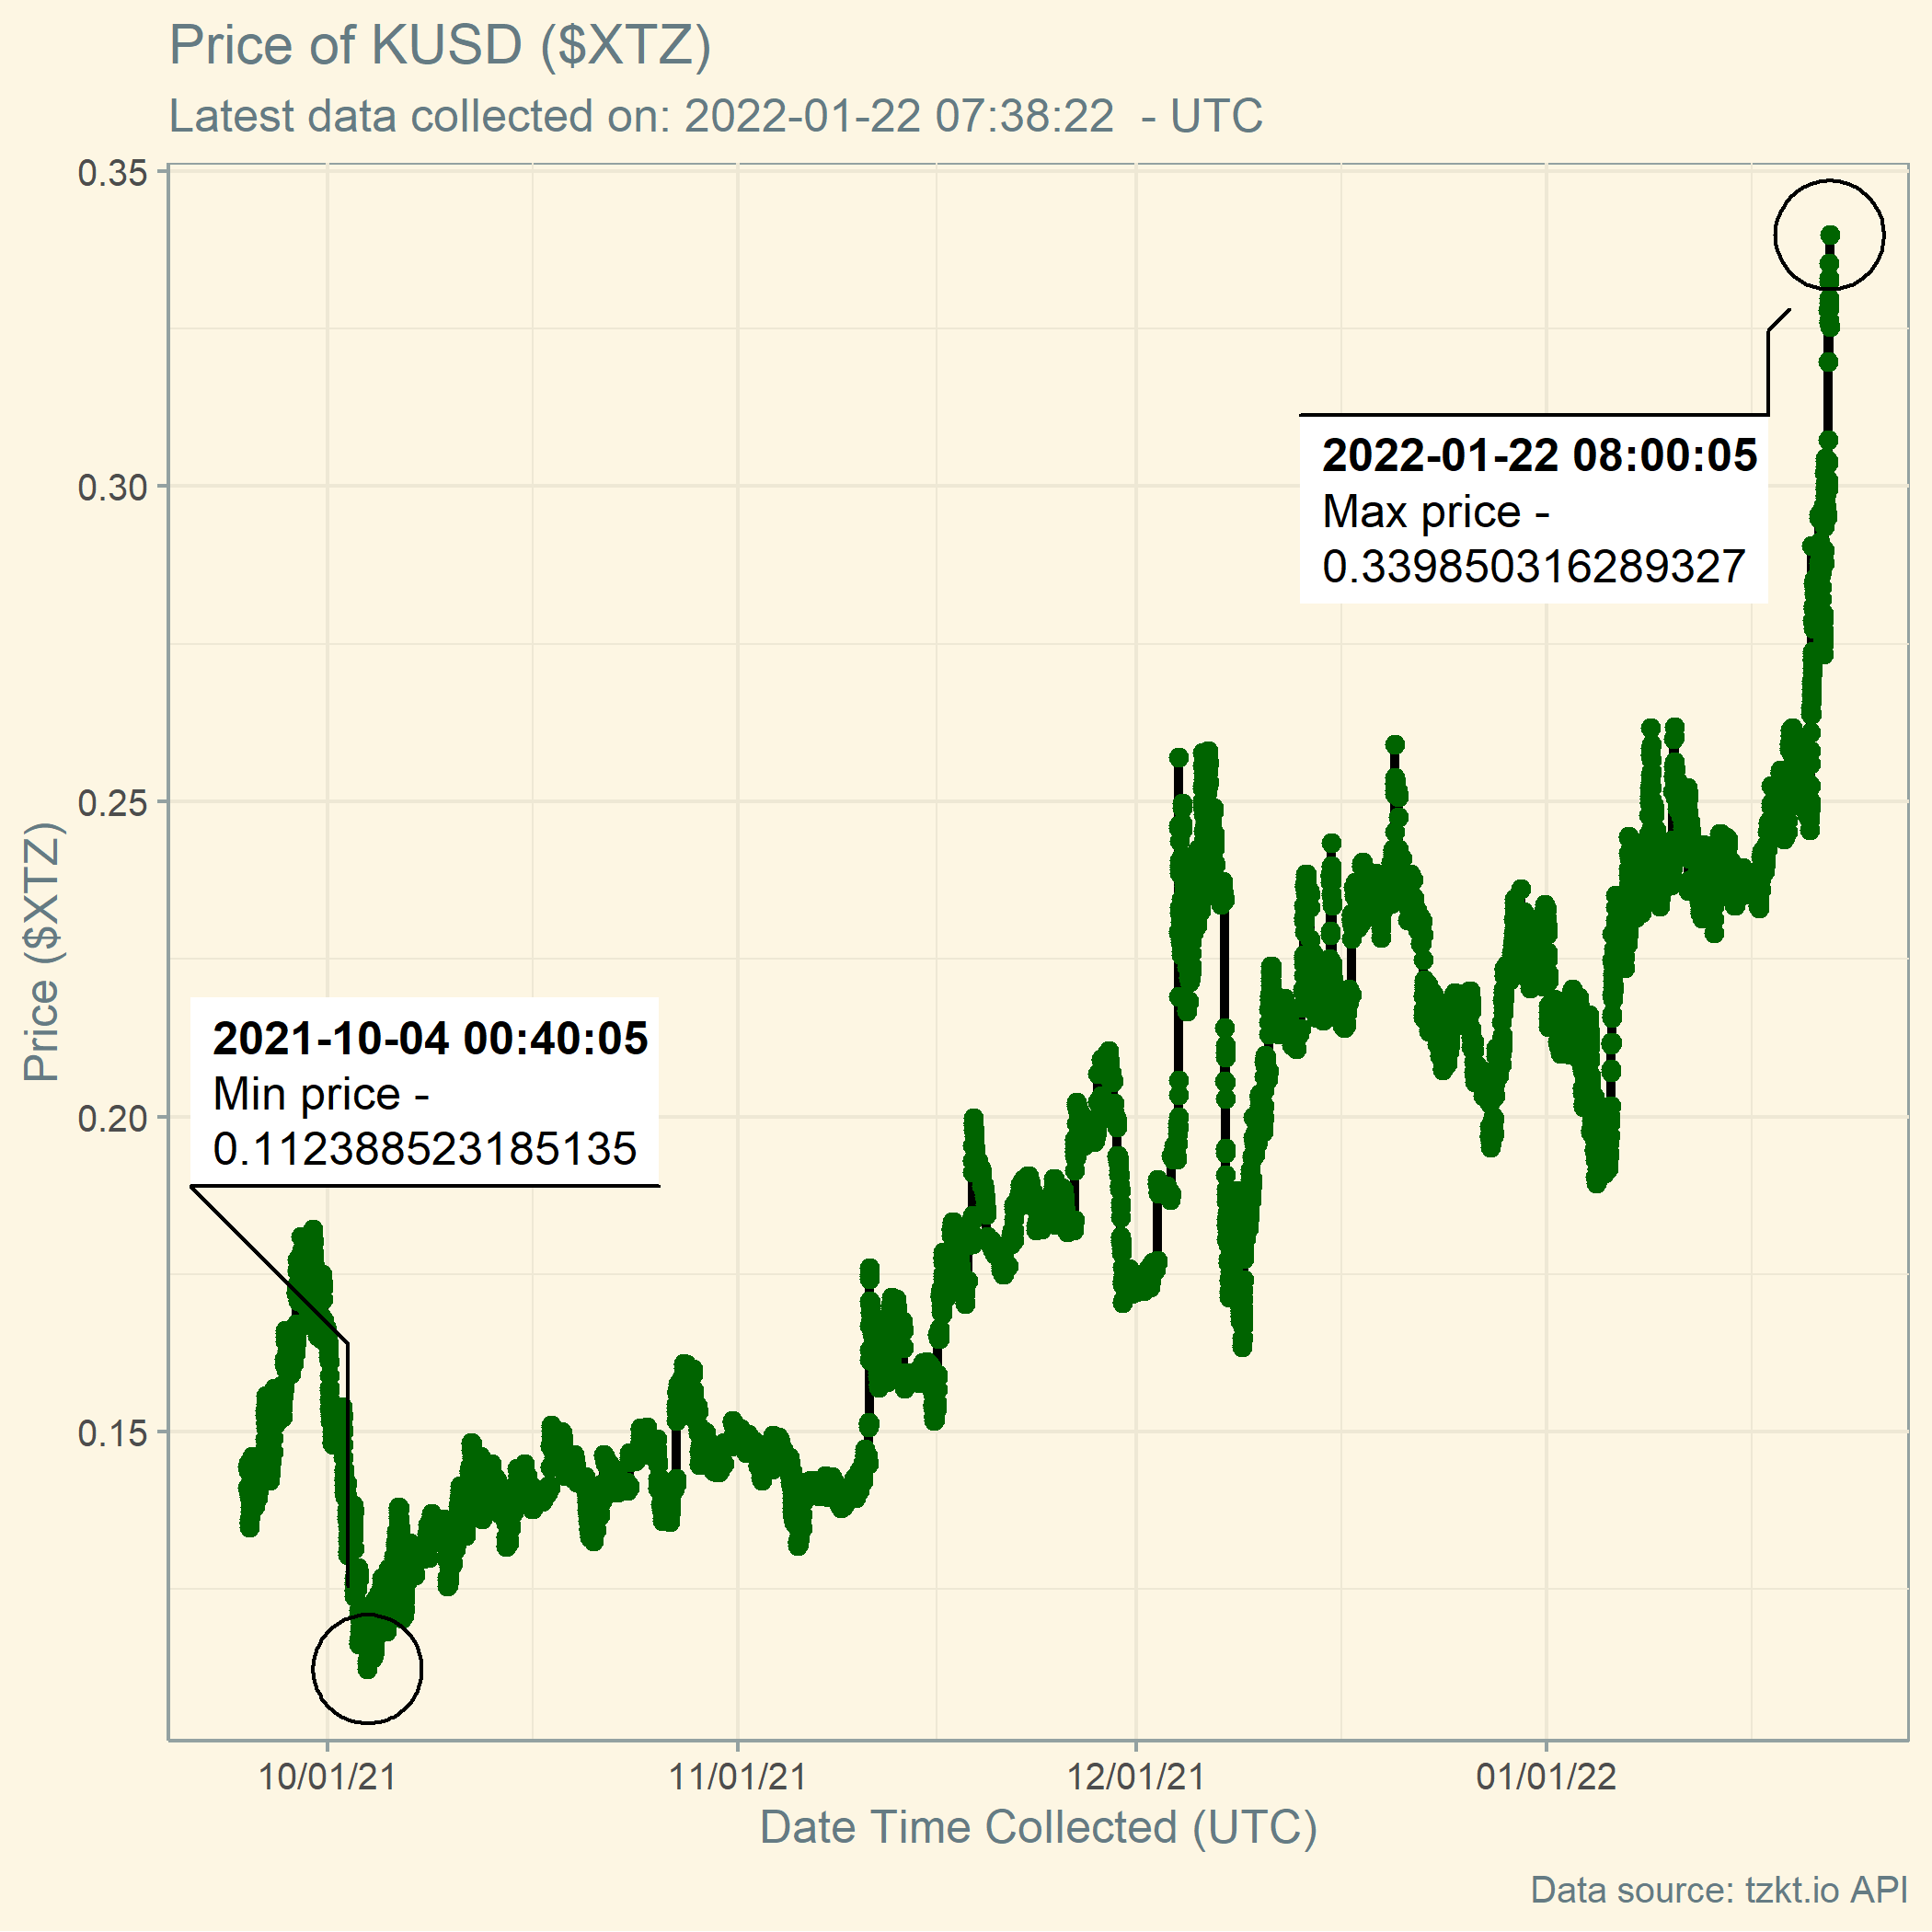 Price of KUSD ($XTZ)
Latest data collected on: 2022-01-22 07:38:22  - UTC
0.35
0.30
0.25
0.20
0.15
Price ($XTZ)
2022-01-22 08:00:05
Max price -
0.339850316289327
2021-10-04 00:40:05
Min price -
0.112388523185135
10/01/21
11/01/21
12/01/21
01/01/22
Date Time Collected (UTC)
Data source: tzkt.io API